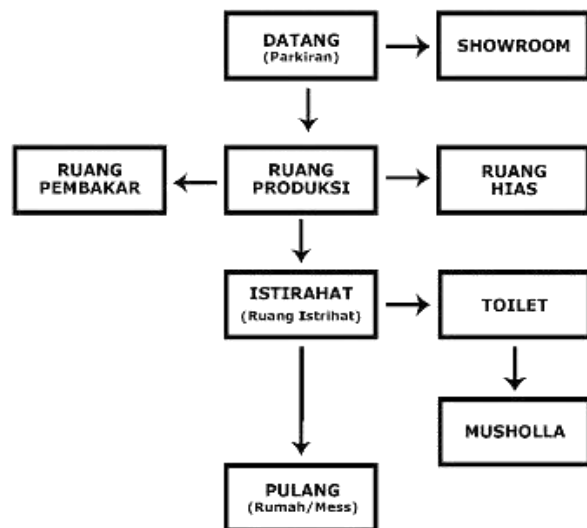 DATANG
(Parkiran)
SHOWROOM
RUANG
PEMBAKAR
RUANG
PRODUKSI
RUANG
HIAS
ISTIRAHAT
(Ruang Istrihat)
TOILET
MUSHOLLA
PULANG
(Rumah/Mess)